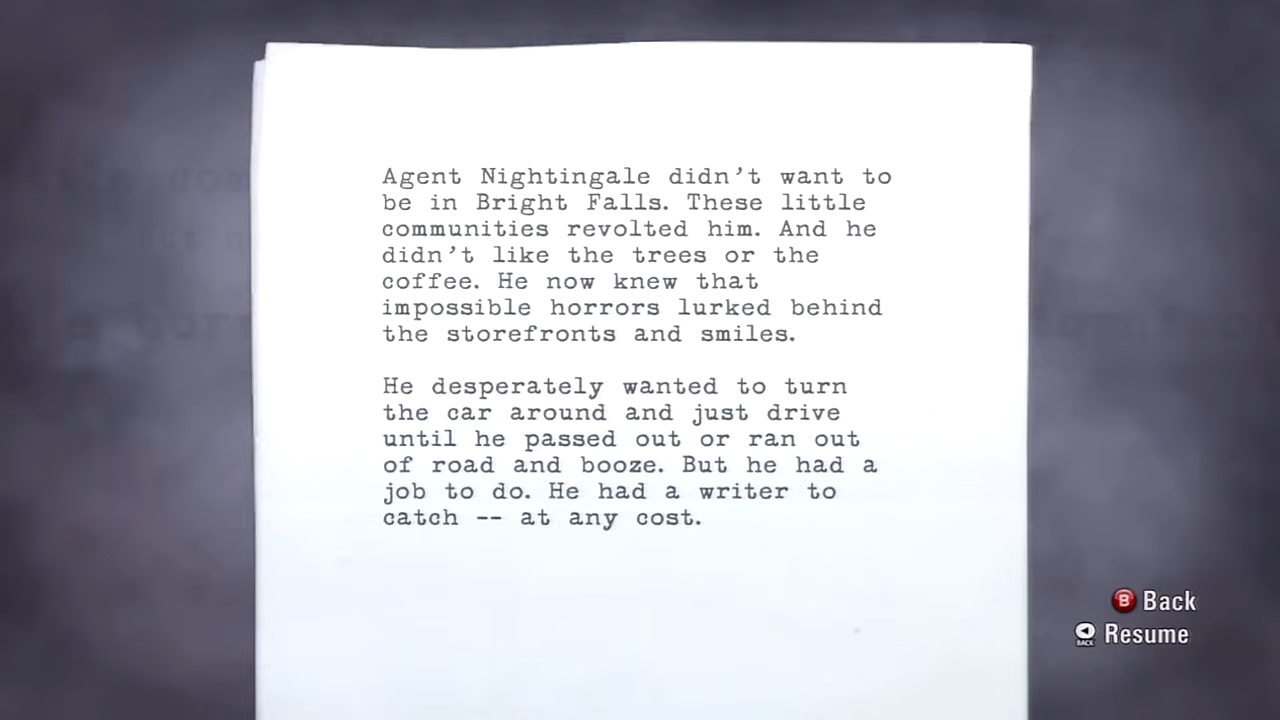 Agent Nightingale didn't want to
be in Bright Falls. These little
communities revolted him. And he
didn't like the trees or the
coffee. He now knew that
impossible horrors lurked behind
the storefronts and smiles.
He desperately wanted to turn
the car around and just drive
until he passed out or ran out
of road and booze. But he had a
job to do. He had a writer to
catch -- at any cost.
B Back
BACK Resume